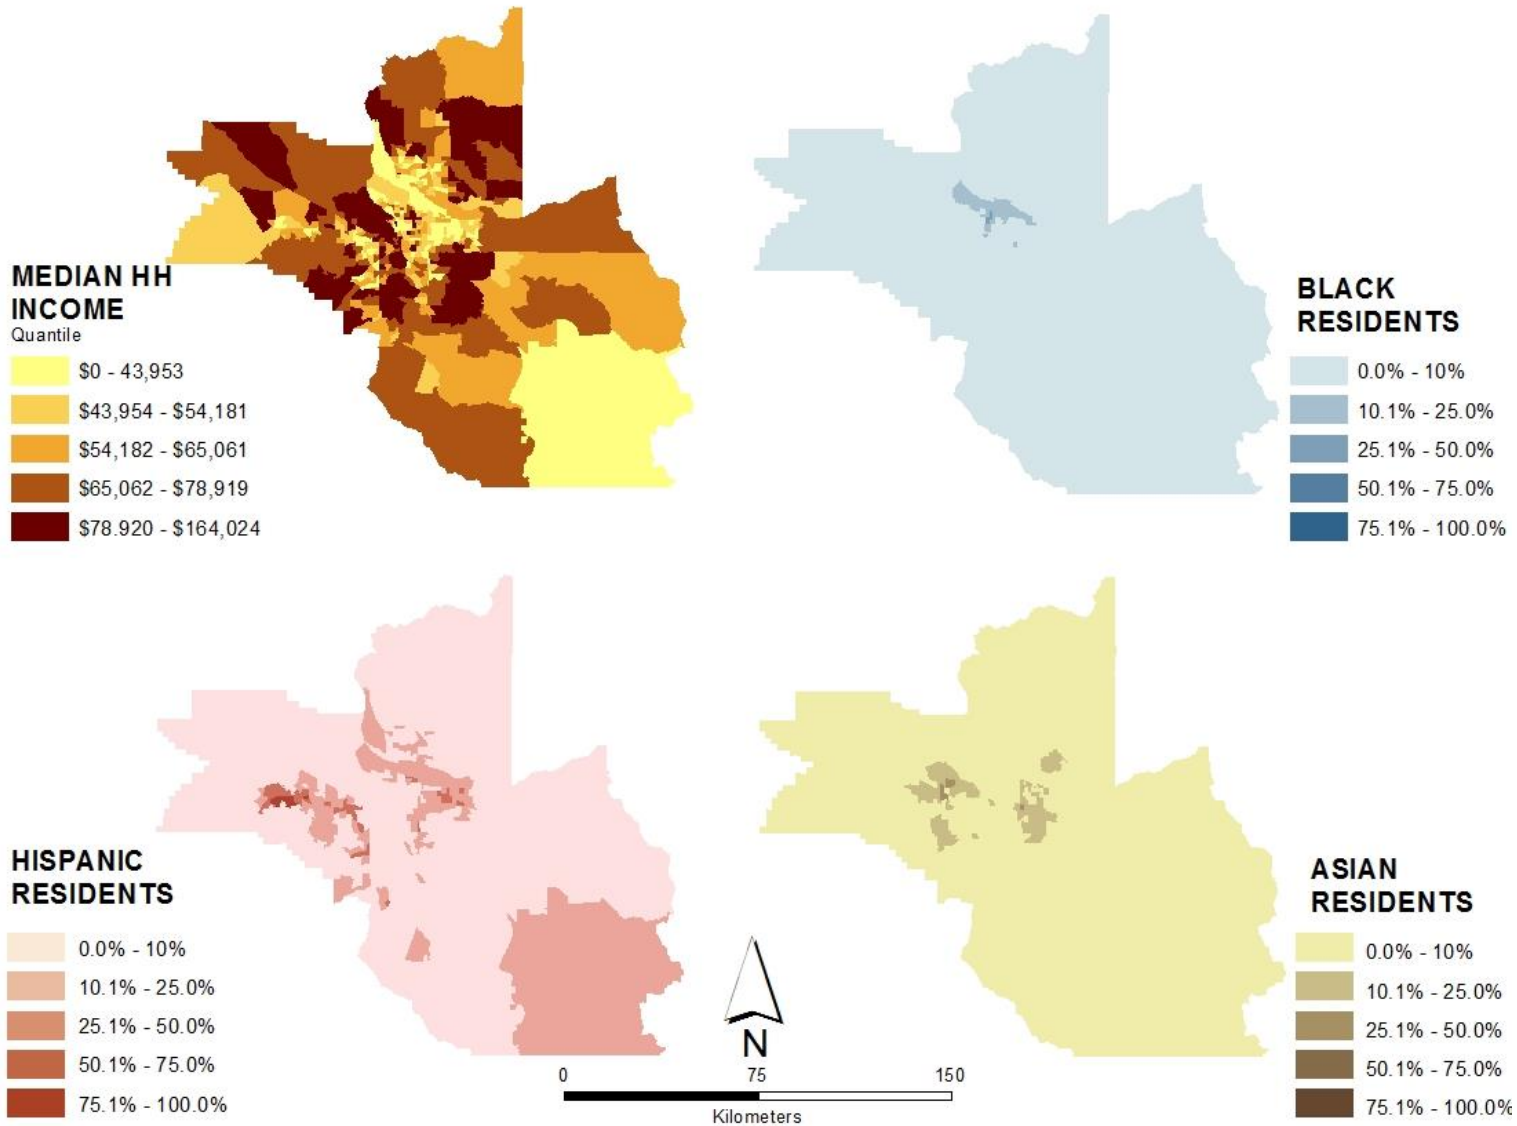 MEDIAN HH
INCOME
Quantile
$0 - 43,953
$43,954 - $54,181
$54,182 - $65,061
$65,062 - $78,919
$78.920 - $164,024
BLACK
RESIDENTS
0.0% - 10%
10.1% - 25.0%
25.1% - 50.0%
50.1% - 75.0%
75.1% - 100.0%
HISPANIC
RESIDENTS
0.0% - 10%
10.1% - 25.0%
25.1% - 50.0%
50.1% - 75.0%
75.1% - 100.0%
N
0 75 150
Kilometers
ASIAN
RESIDENTS
0.0% - 10%
10.1% - 25.0%
25.1% - 50.0%
50.1% - 75.0%
75.1% - 100.0%